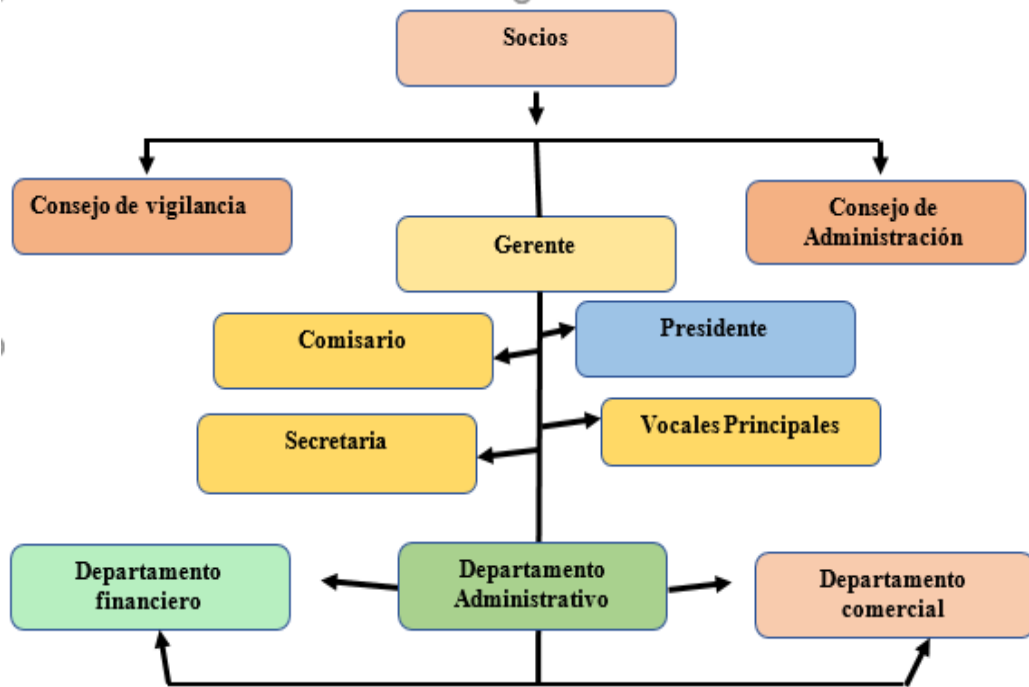 Socios
Consejo de vigilancia
Consejo de
Administración
Gerente
Comisario
Presidente
Secretaria
Vocales Principales
Departamento
financiero
Departamento
Administrativo
Departamento
comercial